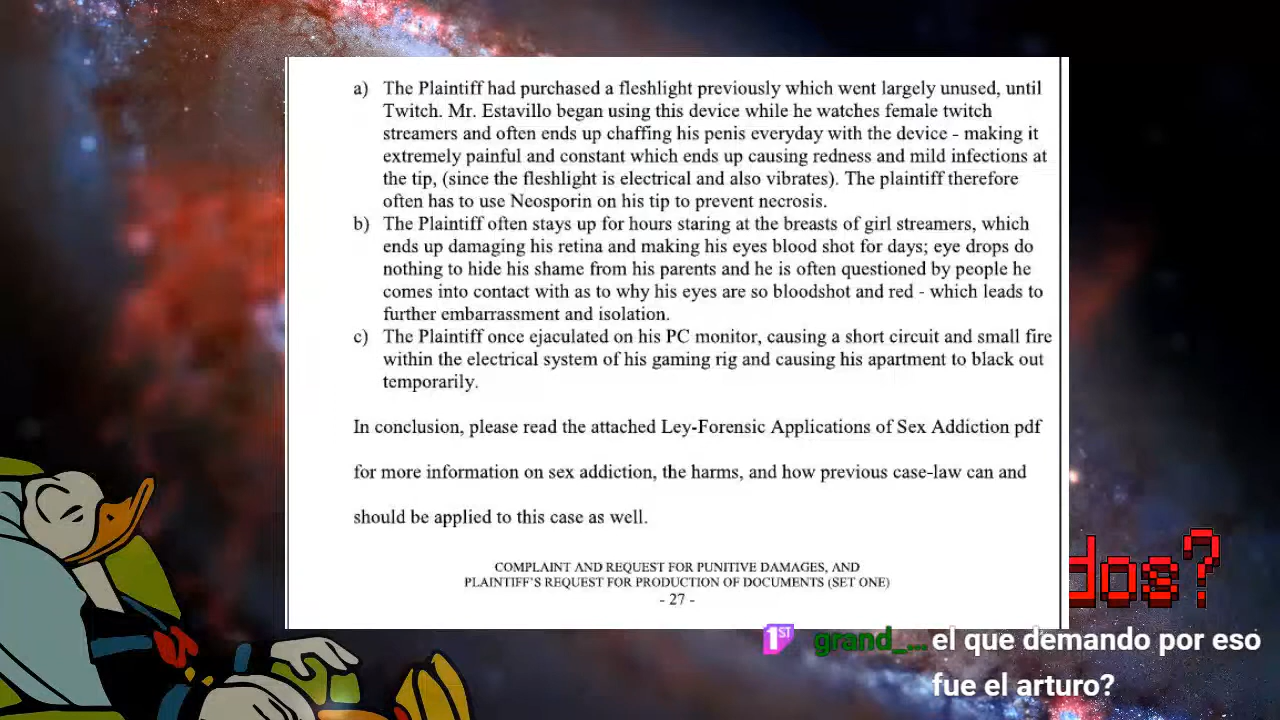 a) The Plaintiff had purchased a fleshlight previously which went largely unused, until
Twitch. Mr. Estavillo began using this device while he watches female twitch
streamers and often ends up chaffing his penis everyday with the device - making it
extremely painful and constant which ends up causing redness and mild infections at
the tip, (since the fleshlight is electrical and also vibrates). The plaintiff therefore
often has to use Neosporin on his tip to prevent necrosis.
b) The Plaintiff often stays up for hours staring at the breasts of girl streamers, which
ends up damaging his retina and making his eyes blood shot for days; eye drops do
nothing to hide his shame from his parents and he is often questioned by people he
comes into contact with as to why his eyes are so bloodshot and red - which leads to
further embarrassment and isolation.
c) The Plaintiff once ejaculated on his PC monitor, causing a short circuit and small fire
within the electrical system of his gaming rig and causing his apartment to black out
temporarily.
In conclusion, please read the attached Ley-Forensic Applications of Sex Addiction pdf
for more information on sex addiction, the harms, and how previous case-law can and
should be applied to this case as well.
COMPLAINT AND REQUEST FOR PUNITIVE DAMAGES, AND
PLAINTIFF'S REQUEST FOR PRODUCTION OF DOCUMENTS (SET ONE)
- 27 -
dos?
1ST grand_... el que demando por eso
fue el arturo?